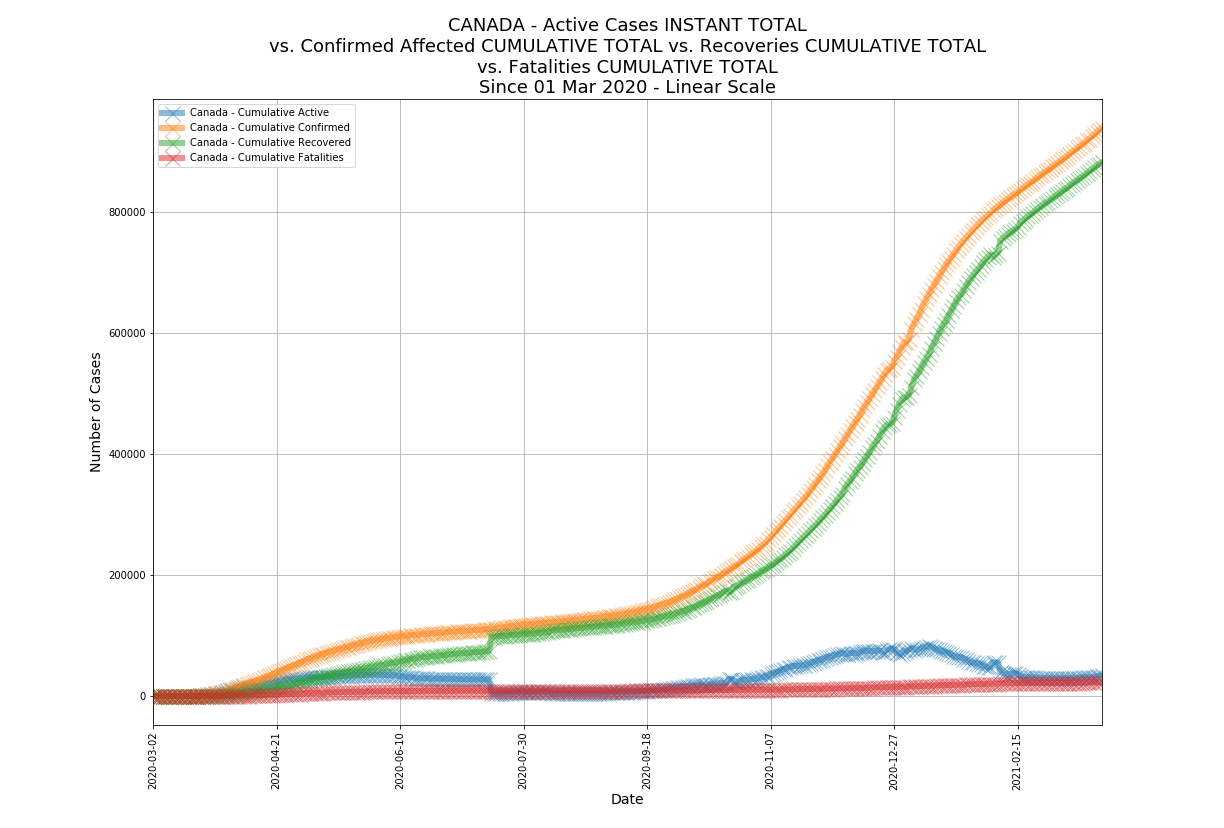 CANADA - Active Cases INSTANT TOTAL
vs. Confirmed Affected CUMULATIVE TOTAL vs. Recoveries CUMULATIVE TOTAL
vs. Fatalities CUMULATIVE TOTAL
Since 01 Mar 2020 - Linear Scale
Canada - Cumulative Active
Canada - Cumulative Confirmed
Canada - Cumulative Recovered
Canada - Cumulative Fatalities
800000
600000
400000
200000
0
Number of Cases
2020-03-02
2020-04-21
2020-06-10
2020-07-30
2020-09-18
2020-11-07
2020-12-27
2021-02-15
Date